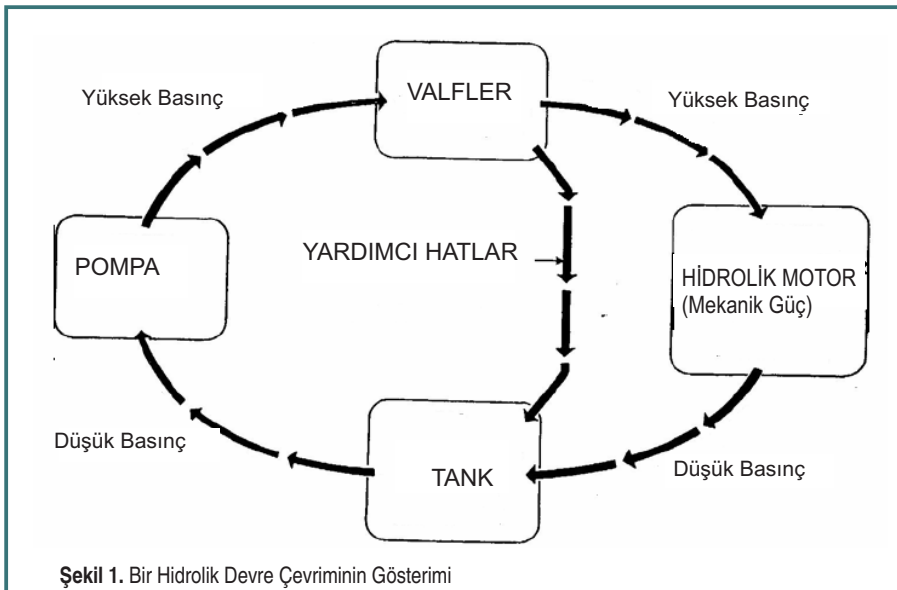 VALFLER
Yüksek Basınç
Yüksek Basınç
YARDIMCI HATLAR
POMPA
HİDROLİK MOTOR
(Mekanik Güç)
Düşük Basınç
TANK
Düşük Basınç
Şekil 1. Bir Hidrolik Devre Çevriminin Gösterimi